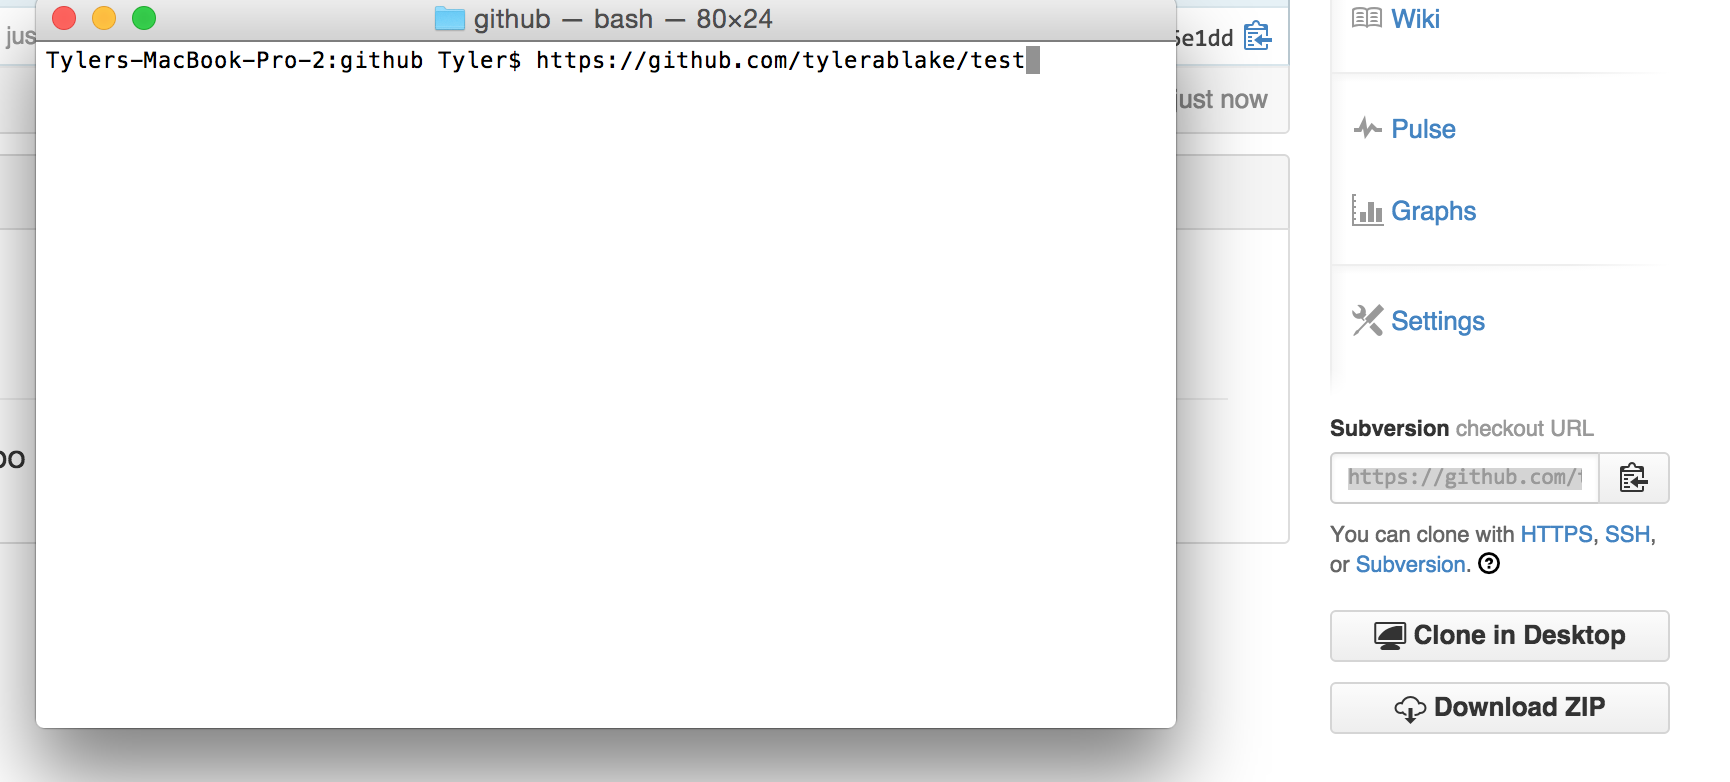 github — bash — 80×24
Tylers-MacBook-Pro-2:github Tyler$ https://github.com/tylerablake/test
jus
5e1dd
just now
Wiki
Pulse
Graphs
Settings
Subversion checkout URL
https://github.com/t
You can clone with HTTPS, SSH,
or Subversion.
Clone in Desktop
Download ZIP